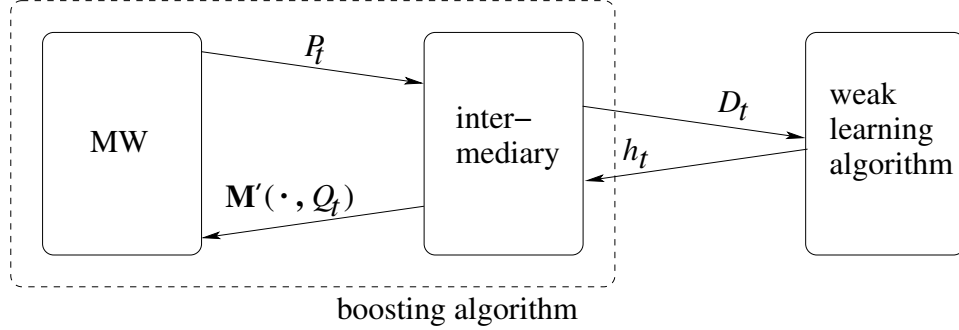 MW
P_t
inter–
mediary
M′(·, Q_t)
D_t
h_t
weak
learning
algorithm
boosting algorithm